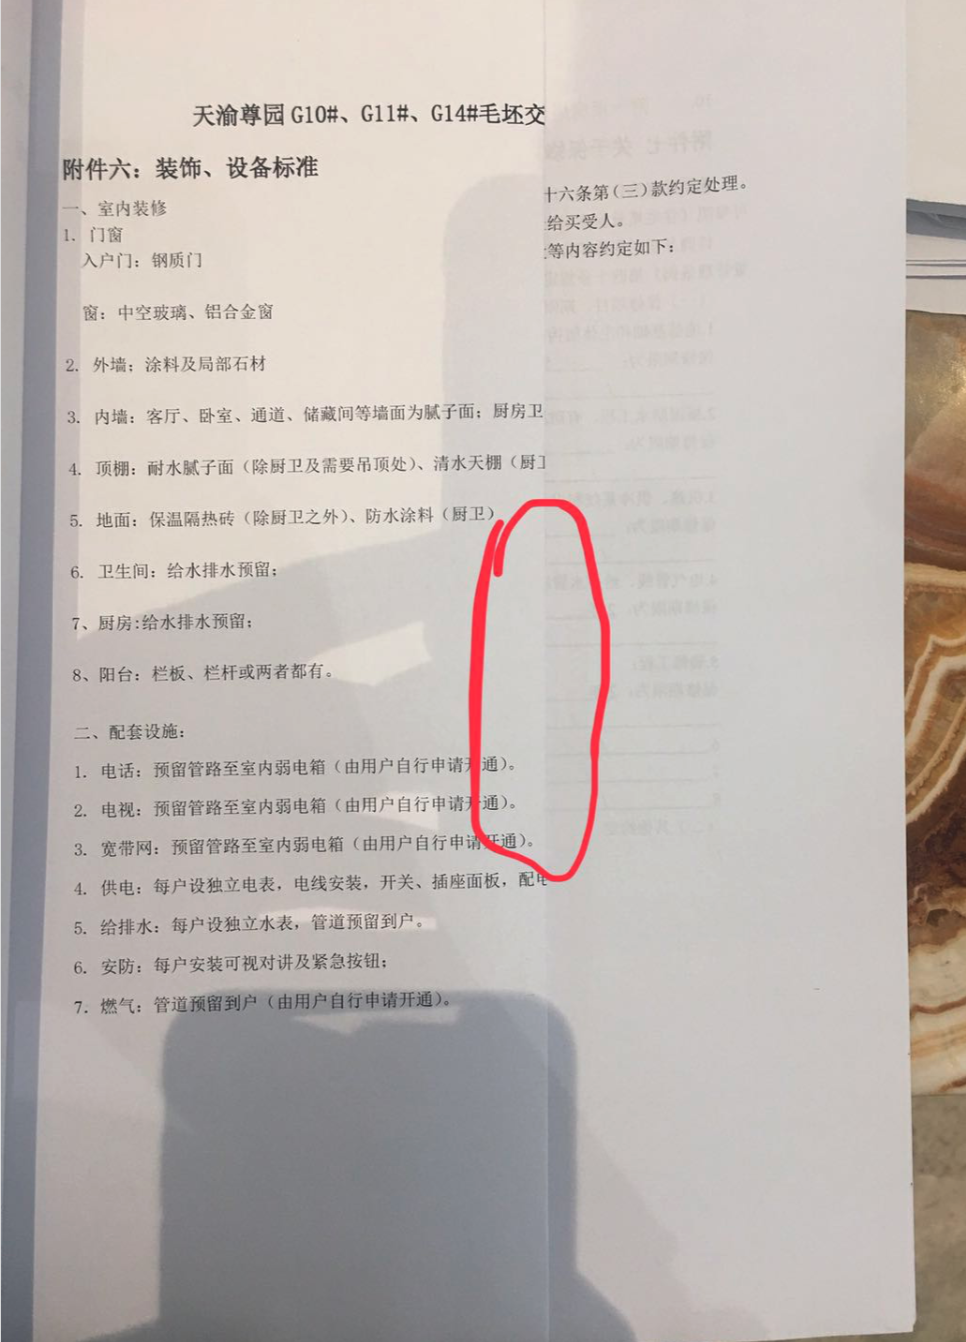 天渝尊园 G10#、G11#、G14#毛坯交
附件六：装饰、设备标准
十六条第(三)款约定处理。
一、室内装修
给买受人。
1. 门窗
等内容约定如下：
入户门：钢质门
窗：中空玻璃、铝合金窗
2. 外墙：涂料及局部石材
3. 内墙：客厅、卧室、通道、储藏间等墙面为腻子面；厨房卫
4. 顶棚：耐水腻子面（除厨卫及需要吊顶处）、清水天棚（厨
5. 地面：保温隔热砖（除厨卫之外）、防水涂料（厨卫）
6. 卫生间：给水排水预留；
7、厨房:给水排水预留；
8、阳台：栏板、栏杆或两者都有。
二、配套设施：
1. 电话：预留管路至室内弱电箱（由用户自行申请开通）。
2. 电视：预留管路至室内弱电箱（由用户自行申请开通）。
3. 宽带网：预留管路至室内弱电箱（由用户自行申请开通）。
4. 供电：每户设独立电表，电线安装，开关、插座面板，配电
5. 给排水：每户设独立水表，管道预留到户。
6. 安防：每户安装可视对讲及紧急按钮；
7. 燃气：管道预留到户（由用户自行申请开通）。